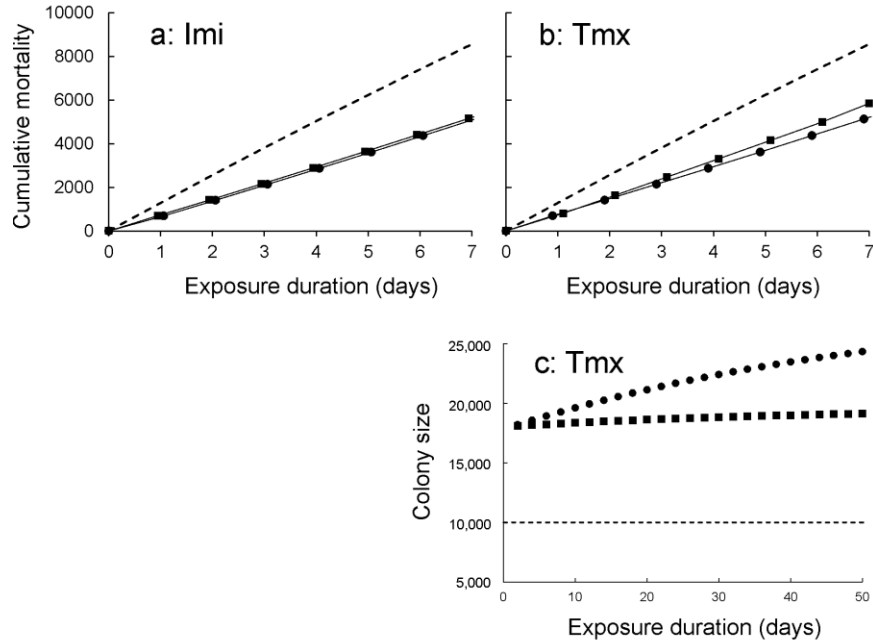 a: Imi
b: Tmx
Cumulative mortality
10000
8000
6000
4000
2000
0
0 1 2 3 4 5 6 7
0 1 2 3 4 5 6 7
Exposure duration (days)
Exposure duration (days)
c: Tmx
Colony size
25,000
20,000
15,000
10,000
5,000
0 10 20 30 40 50
Exposure duration (days)